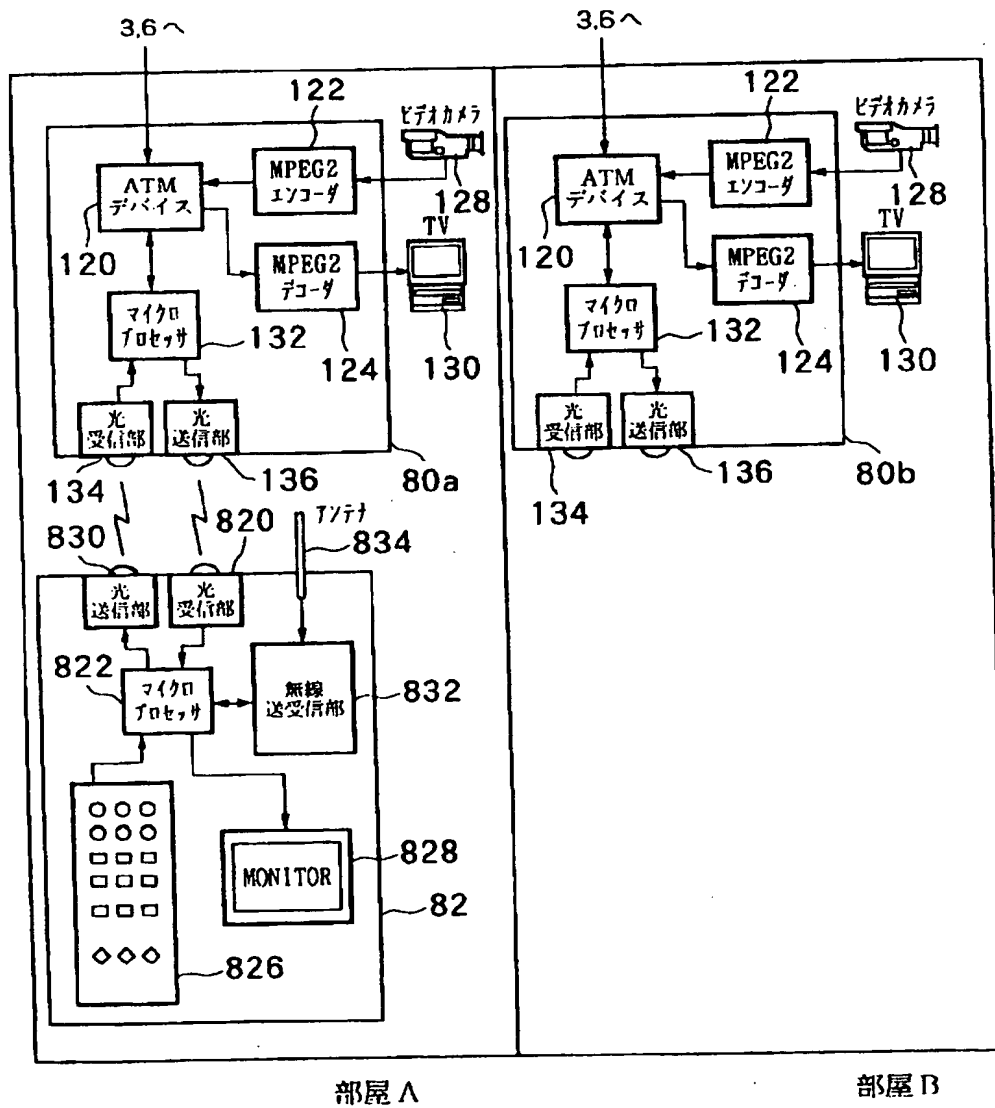 3,6へ
122
ビデオカメラ
ATM
デバイス
MPEG2
エンコーダ
128
TV
120
MPEG2
デコーダ
マイクロ
プロセッサ
132
124
130
光
受信部
光
送信部
134
136
80a
830
820
アンテナ
834
光
送信部
光
受信部
822
マイクロ
プロセッサ
無線
送受信部
832
MONITOR
828
82
826
部屋A
3,6へ
122
ビデオカメラ
ATM
デバイス
MPEG2
エンコーダ
128
TV
120
MPEG2
デコーダ
マイクロ
プロセッサ
132
124
130
光
受信部
光
送信部
134
136
80b
部屋B